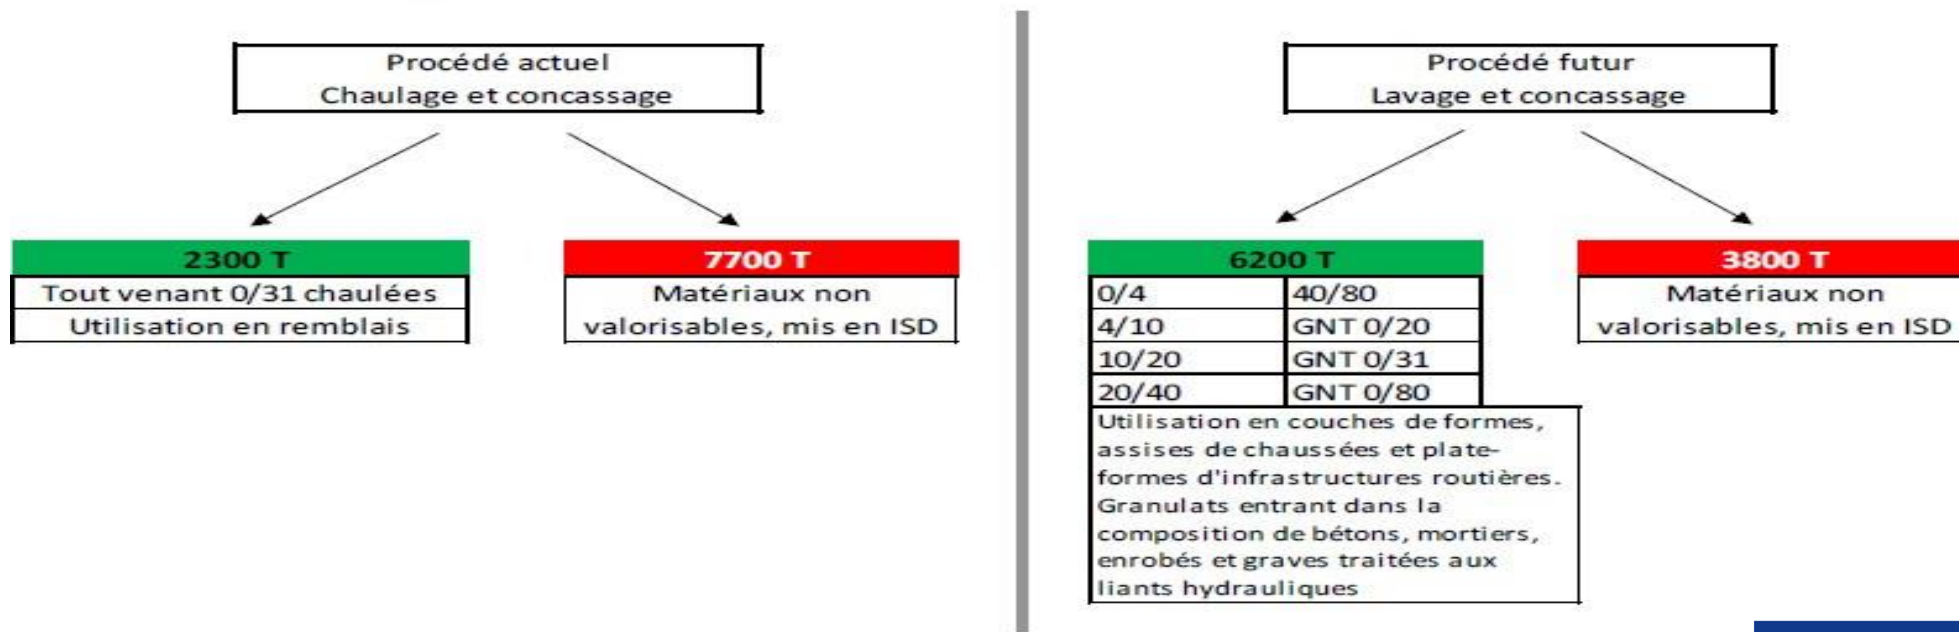 Procédé actuel
Chaulage et concassage
2300 T
Tout venant 0/31 chaulées
Utilisation en remblais
7700 T
Matériaux non
valorisables, mis en ISD
Procédé futur
Lavage et concassage
6200 T
0/4 40/80
4/10 GNT 0/20
10/20 GNT 0/31
20/40 GNT 0/80
Utilisation en couches de formes,
assises de chaussées et plate-
formes d'infrastructures routières.
Granulats entrant dans la
composition de bétons, mortiers,
enrobés et graves traitées aux
liants hydrauliques
3800 T
Matériaux non
valorisables, mis en ISD